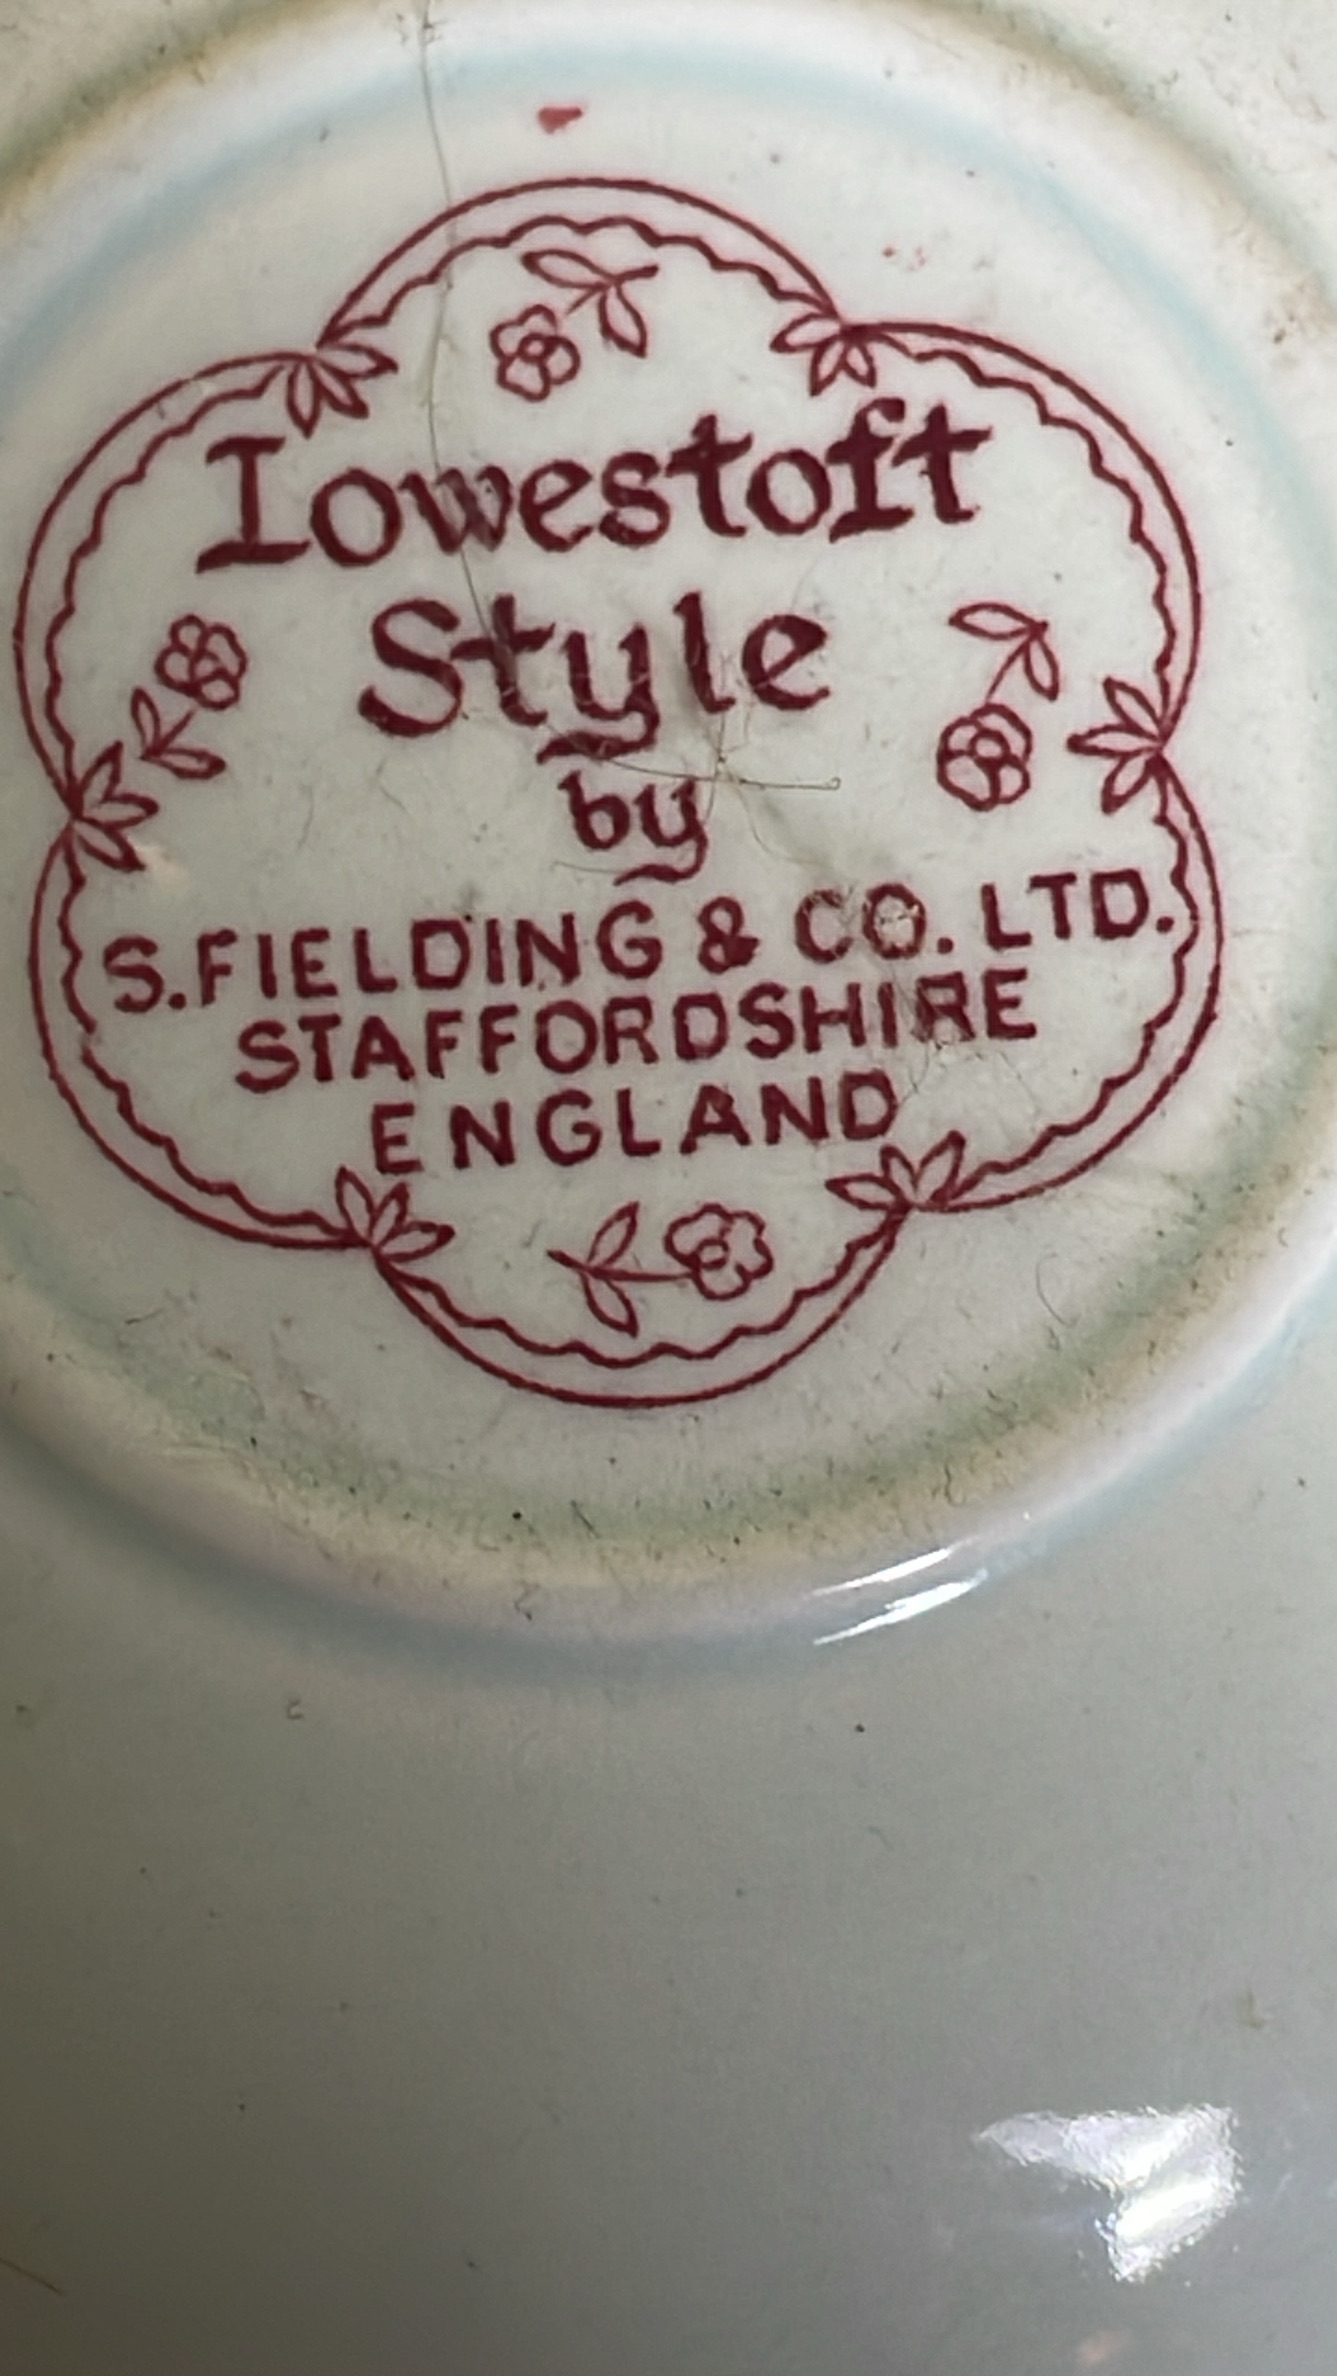 Lowestoft
Style
by
S. FIELDING & CO. LTD.
STAFFORDSHIRE
ENGLAND